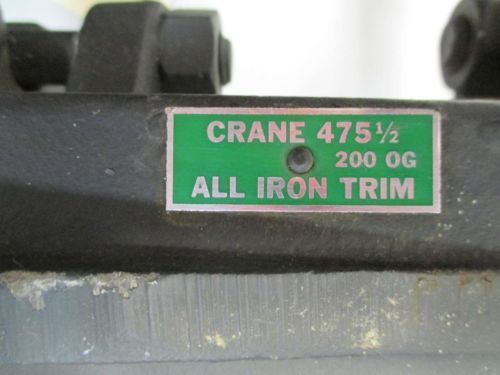 CRANE 475½
200 OG
ALL IRON TRIM